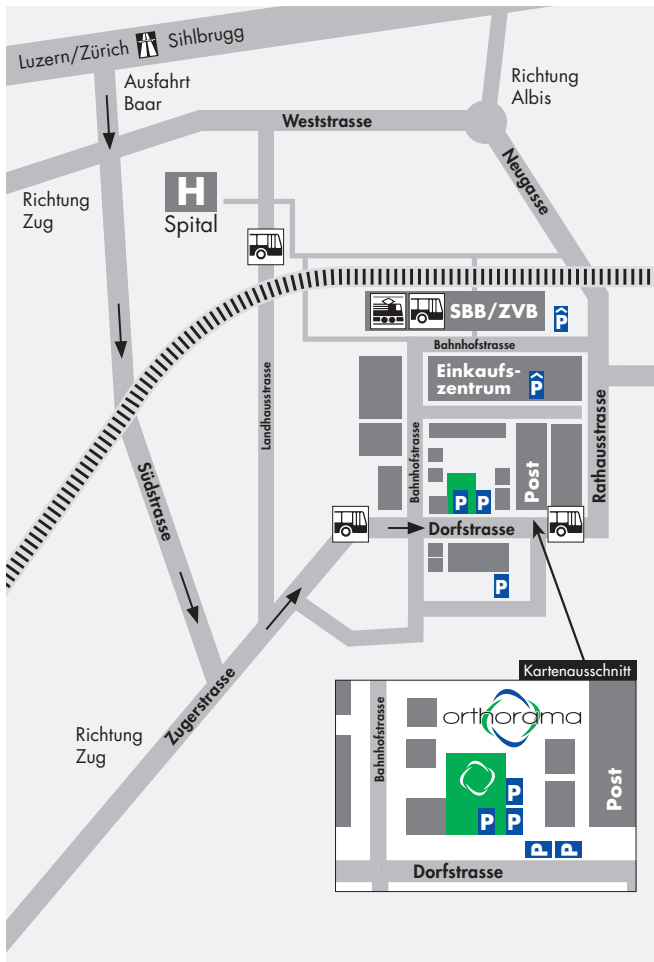 Luzern/Zürich
Sihlbrugg
Ausfahrt
Baar
Richtung
Albis
Weststrasse
Neugasse
Richtung
Zug
H
Spital
SBB/ZVB
P
Bahnhofstrasse
Einkaufs-
zentrum
P
Landhausstrasse
Bahnhofstrasse
Rathausstrasse
Post
P P
Südstrasse
Dorfstrasse
P
Zugerstrasse
Richtung
Zug
Kartenausschnitt
orthorama
Bahnhofstrasse
Post
P
P P
P P
Dorfstrasse